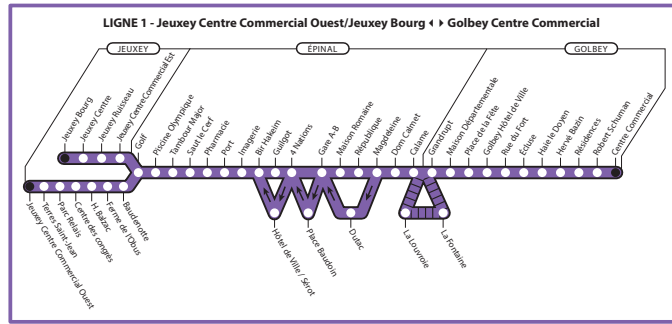 LIGNE 1 - Jeuxey Centre Commercial Ouest/Jeuxey Bourg ◂ ▸ Golbey Centre Commercial
JEUXEY
ÉPINAL
GOLBEY
Jeuxey Bourg
Jeuxey Centre
Jeuxey Ruisseau
Jeuxey Centre Commercial Est
Golf
Piscine Olympique
Tambour Major
Saut le Cerf
Pharmacie
Port
Imagerie
Bir Hakeim
Guilgot
4 Nations
Gare A-B
Maison Romaine
République
Magdeleine
Dom Calmet
Calame
Grandrupt
Maison Départementale
Place de la Fête
Golbey Hôtel de Ville
Rue du Fort
Écluse
Haie le Doyen
Hervé Bazin
Résidences
Robert Schuman
Centre Commercial
Jeuxey Centre Commercial Ouest
Terres Saint-Jean
Parc Relais
Centre des congrès
H. Balzac
Ferme de l'Obus
Baudenotte
Hôtel de Ville / Sérot
Place Baudoin
Dutac
La Louvroie
La Fontaine